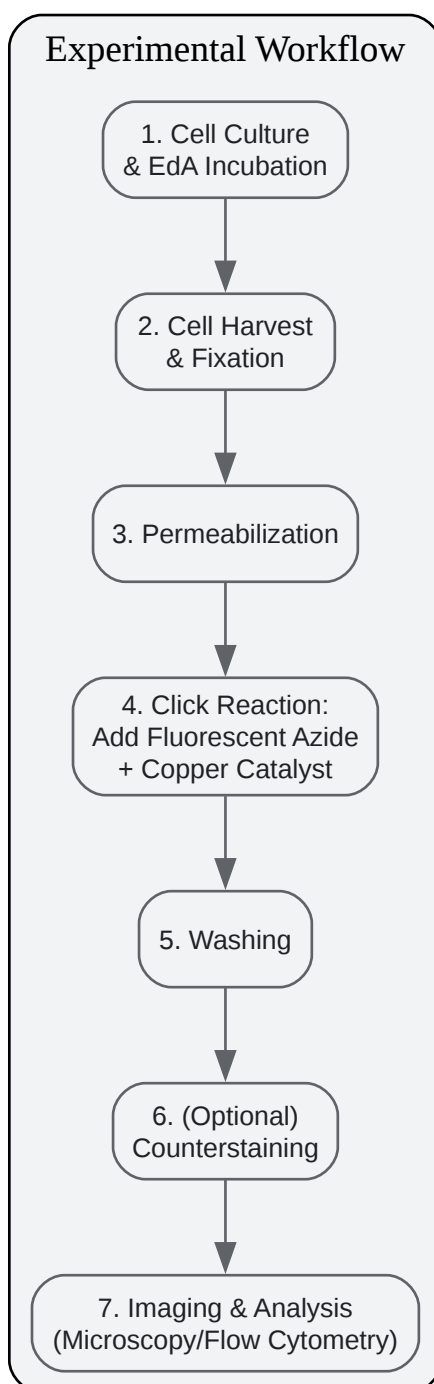 Experimental Workflow
1. Cell Culture
& EdA Incubation
2. Cell Harvest
& Fixation
3. Permeabilization
4. Click Reaction:
Add Fluorescent Azide
+ Copper Catalyst
5. Washing
6. (Optional)
Counterstaining
7. Imaging & Analysis
(Microscopy/Flow Cytometry)